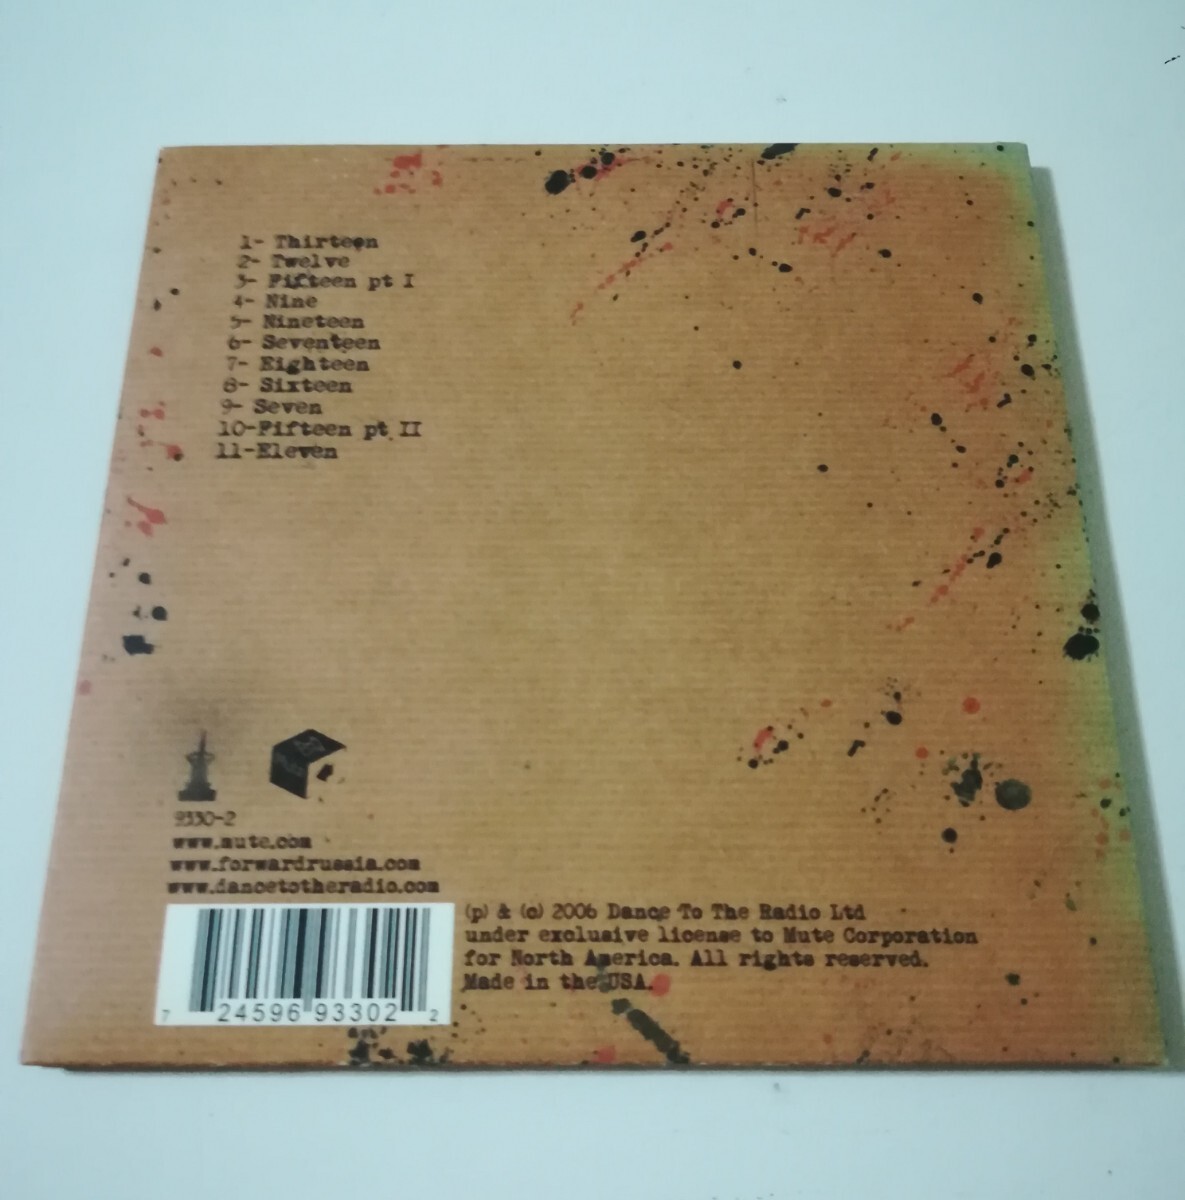 1- Thirteen
2- Twelve
3- Fifteen pt I
4- Nine
5- Nineteen
6- Seventeen
7- Eighteen
8- Sixteen
9- Seven
10-Fifteen pt II
11-Eleven
9330-2
www.mute.com
www.forwardrussia.com
www.dancetotheradio.com
(p) & (c) 2006 Dance To The Radio Ltd
under exclusive license to Mute Corporation
for North America. All rights reserved.
Made in the USA.
7 24596 93302 2